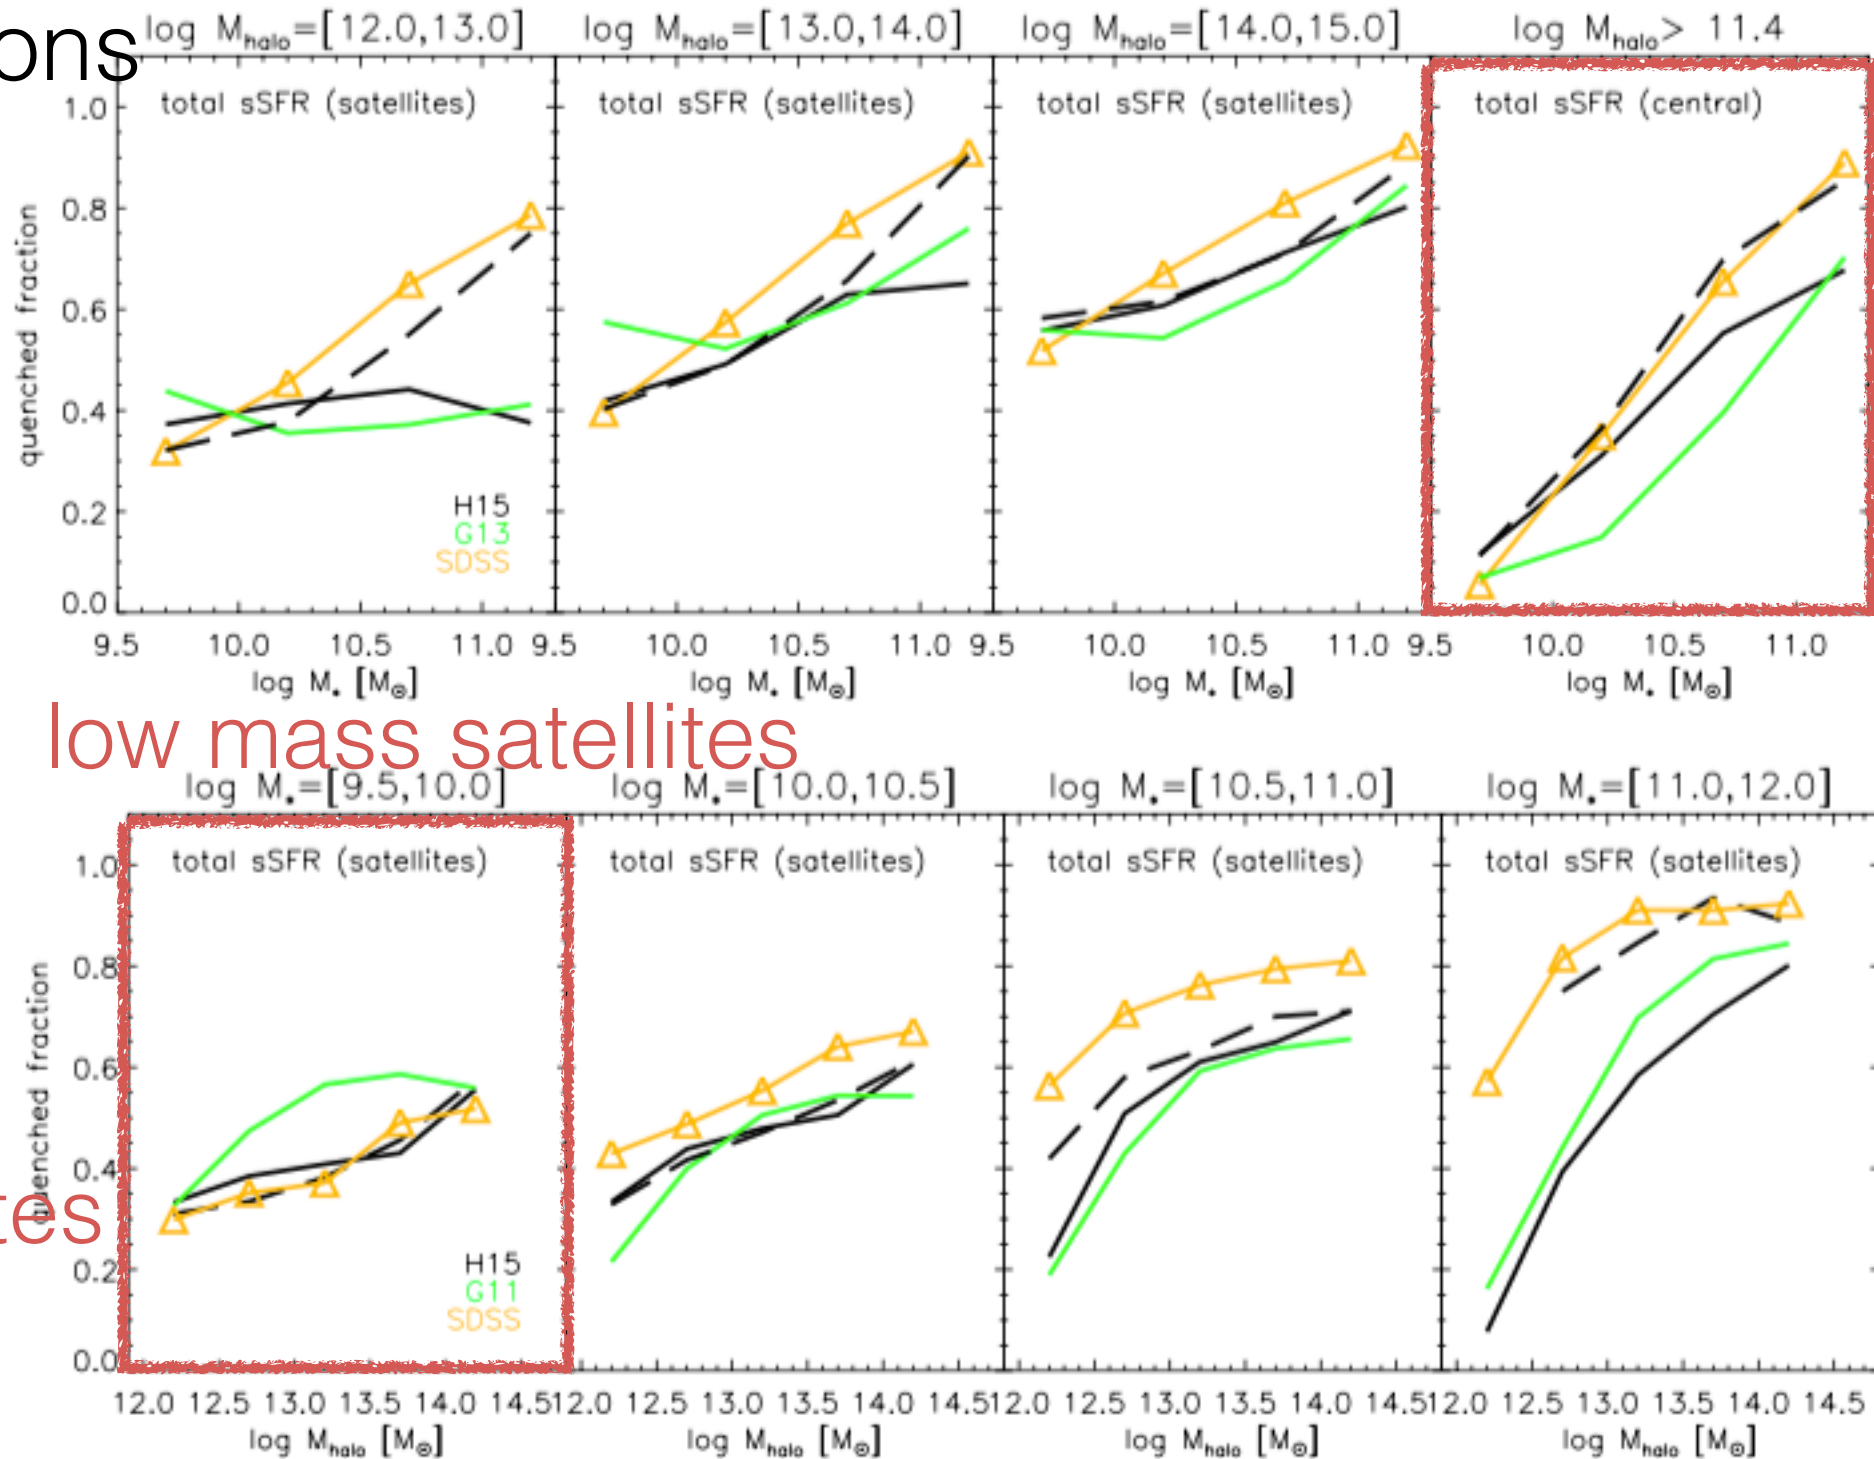 ons
log M_halo=[12.0,13.0] log M_halo=[13.0,14.0] log M_halo=[14.0,15.0] log M_halo> 11.4
total sSFR (satellites) total sSFR (satellites) total sSFR (satellites) total sSFR (central)
quenched fraction
1.0
0.8
0.6
0.4
0.2
0.0
H15
G13
SDSS
9.5 10.0 10.5 11.0 9.5 10.0 10.5 11.0 9.5 10.0 10.5 11.0 9.5 10.0 10.5 11.0
log M⋆ [M⊙] log M⋆ [M⊙] log M⋆ [M⊙] log M⋆ [M⊙]
low mass satellites
log M⋆=[9.5,10.0] log M⋆=[10.0,10.5] log M⋆=[10.5,11.0] log M⋆=[11.0,12.0]
total sSFR (satellites) total sSFR (satellites) total sSFR (satellites) total sSFR (satellites)
quenched fraction
1.0
0.8
0.6
0.4
0.2
0.0
tes
H15
G11
SDSS
12.0 12.5 13.0 13.5 14.0 14.5 12.0 12.5 13.0 13.5 14.0 14.5 12.0 12.5 13.0 13.5 14.0 14.5 12.0 12.5 13.0 13.5 14.0 14.5
log M_halo [M⊙] log M_halo [M⊙] log M_halo [M⊙] log M_halo [M⊙]